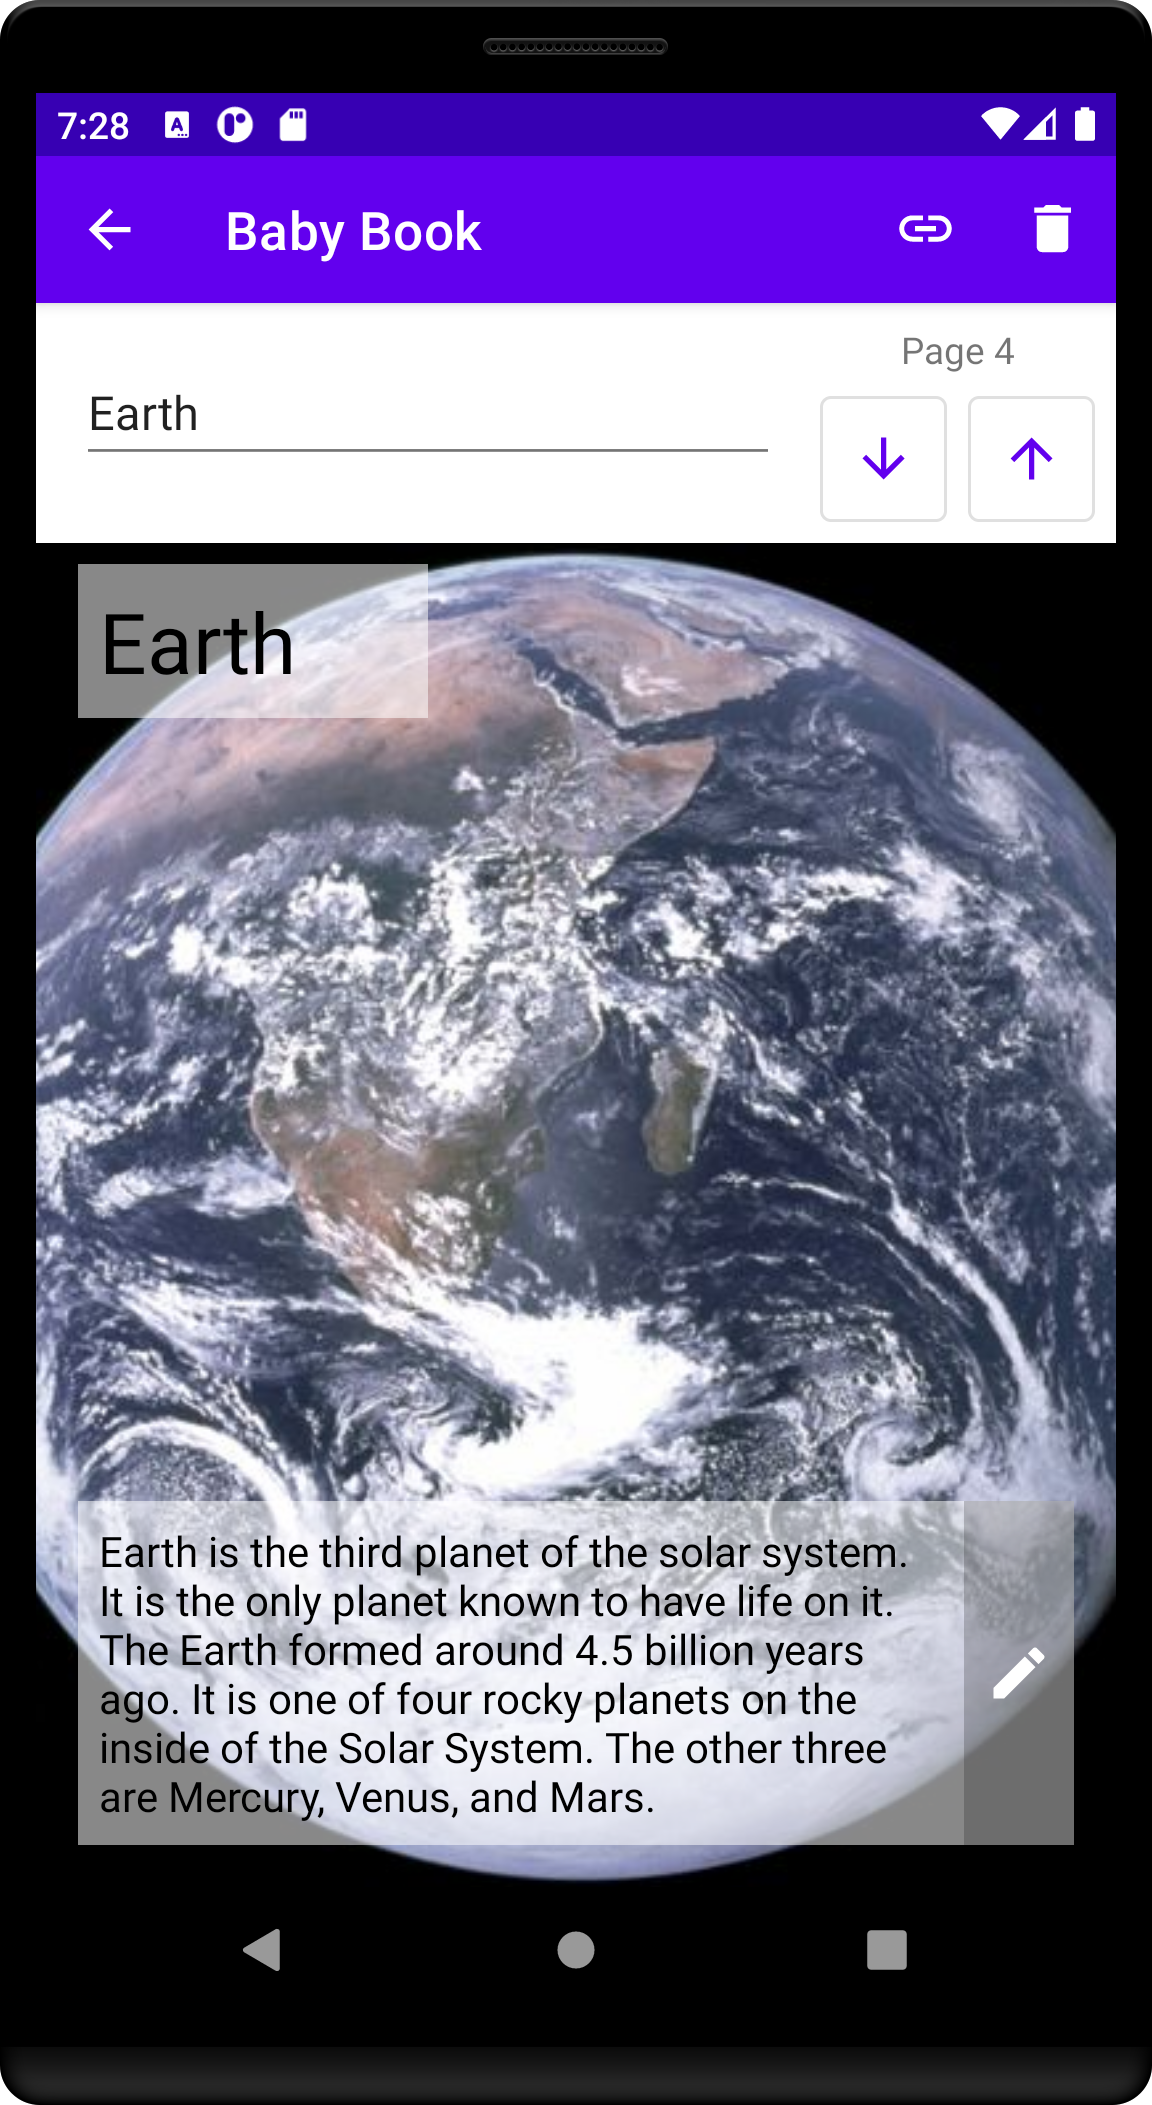 7:28
Baby Book
Page 4
Earth
Earth
Earth is the third planet of the solar system.
It is the only planet known to have life on it.
The Earth formed around 4.5 billion years
ago. It is one of four rocky planets on the
inside of the Solar System. The other three
are Mercury, Venus, and Mars.